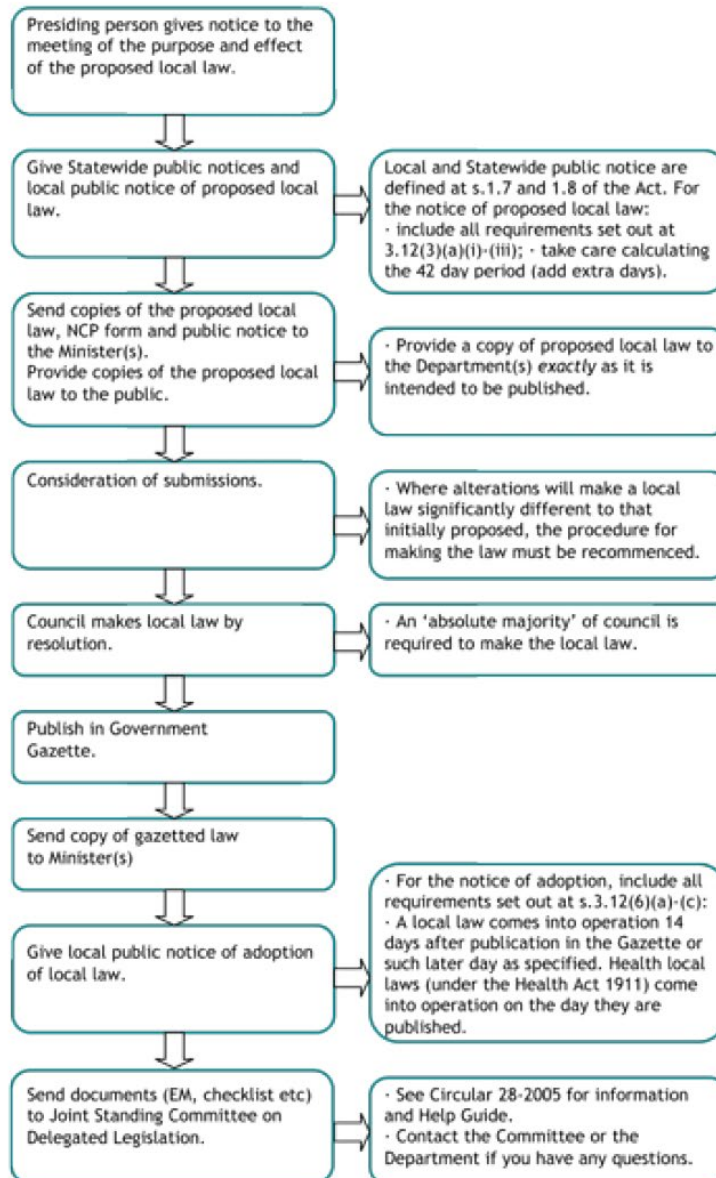 Presiding person gives notice to the
meeting of the purpose and effect
of the proposed local law.
Give Statewide public notices and
local public notice of proposed local
law.
Local and Statewide public notice are
defined at s.1.7 and 1.8 of the Act. For
the notice of proposed local law:
· include all requirements set out at
3.12(3)(a)(i)-(iii); · take care calculating
the 42 day period (add extra days).
Send copies of the proposed local
law, NCP form and public notice to
the Minister(s).
Provide copies of the proposed local
law to the public.
· Provide a copy of proposed local law to
the Department(s) exactly as it is
intended to be published.
Consideration of submissions.
· Where alterations will make a local
law significantly different to that
initially proposed, the procedure for
making the law must be recommenced.
Council makes local law by
resolution.
· An ‘absolute majority’ of council is
required to make the local law.
Publish in Government
Gazette.
Send copy of gazetted law
to Minister(s)
Give local public notice of adoption
of local law.
· For the notice of adoption, include all
requirements set out at s.3.12(6)(a)-(c):
· A local law comes into operation 14
days after publication in the Gazette or
such later day as specified. Health local
laws (under the Health Act 1911) come
into operation on the day they are
published.
Send documents (EM, checklist etc)
to Joint Standing Committee on
Delegated Legislation.
· See Circular 28-2005 for information
and Help Guide.
· Contact the Committee or the
Department if you have any questions.